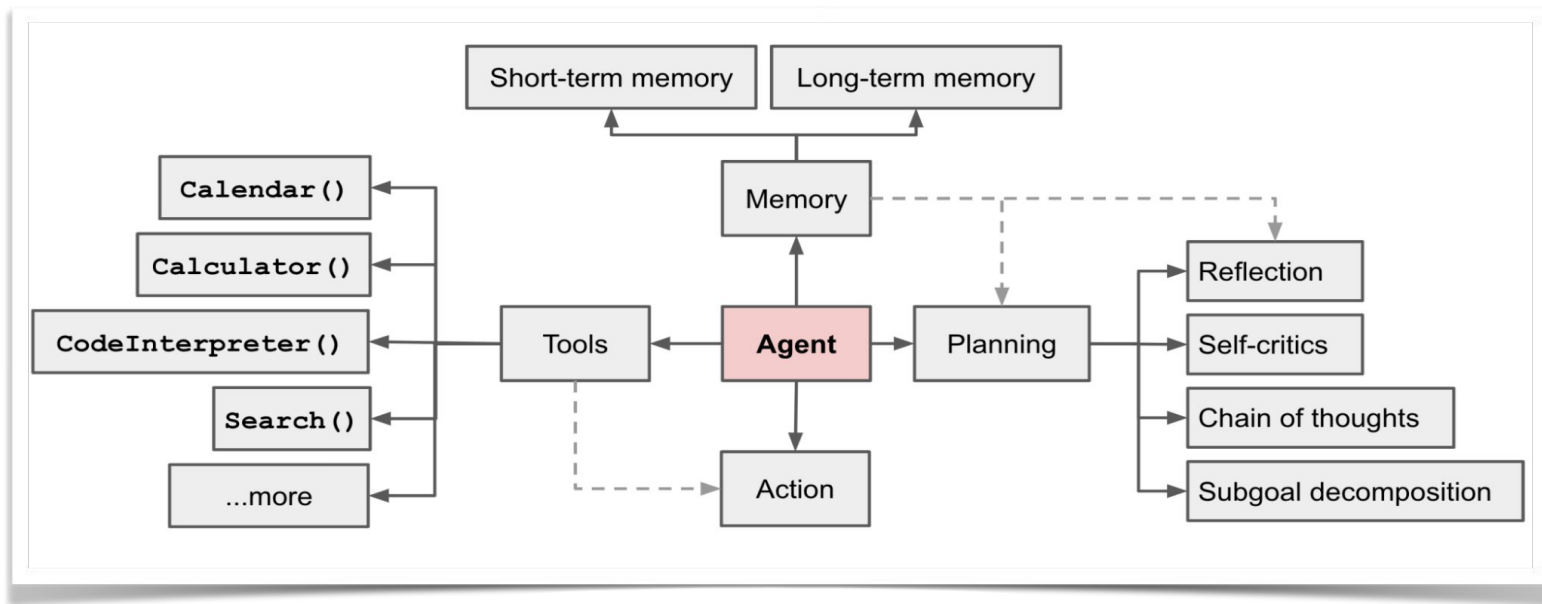 Short-term memory
Long-term memory
Calendar()
Memory
Calculator()
Reflection
CodeInterpreter()
Tools
Agent
Planning
Self-critics
Search()
Chain of thoughts
...more
Action
Subgoal decomposition